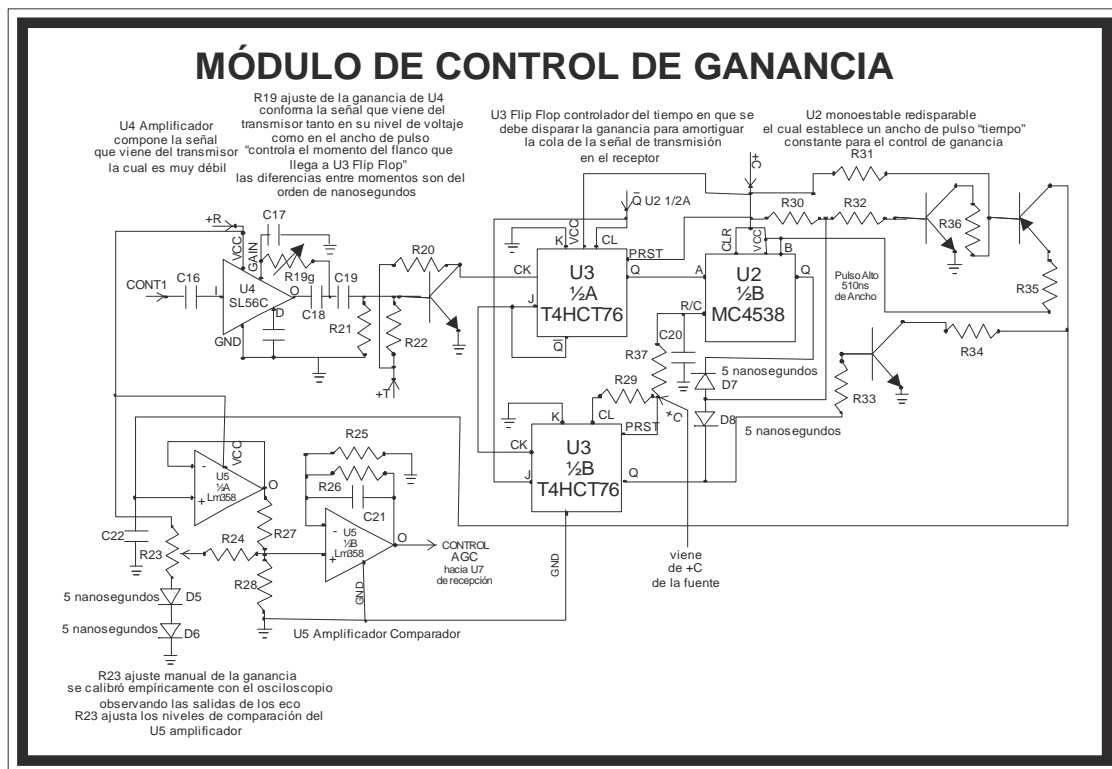 MÓDULO DE CONTROL DE GANANCIA
R19 ajuste de la ganancia de U4
conforma la señal que viene del
transmisor tanto en su nivel de voltaje
como en el ancho de pulso
"controla el momento del flanco que
llega a U3 Flip Flop"
las diferencias entre momentos son del
orden de nanosegundos
U4 Amplificador
compone la señal
que viene del transmisor
la cual es muy débil
U3 Flip Flop controlador del tiempo en que se
debe disparar la ganancia para amortiguar
la cola de la señal de transmisión
en el receptor
U2 monoestable redisparable
el cual establece un ancho de pulso "tiempo"
constante para el control de ganancia
+C
R31
Q̅ U2 1/2A
R30
R32
R36
R35
+R
C17
VCC
GAIN
R19g
R20
CONT1
C16
I
U4
SL56C
O
D
C18
C19
GND
R21
R22
+T
K
VCC
CL
PRST
CK
U3
½A
T4HCT76
Q
J
Q̅
CLR
VCC
B
A
U2
½B
MC4538
Q
R/C
Pulso Alto
510ns
de Ancho
C20
R37
5 nanosegundos
D7
D8
5 nanosegundos
R34
R33
R29
+C
K
CL
PRST
CK
U3
½B
T4HCT76
J
Q
GND
viene
de +C
de la fuente
VCC
-
U5
½A
Lm358
+
O
R25
R26
C21
R27
C22
R23
R24
-
U5
½B
Lm358
+
O
GND
CONTROL
AGC
hacia U7
de recepción
R28
5 nanosegundos
D5
5 nanosegundos
D6
U5 Amplificador Comparador
R23 ajuste manual de la ganancia
se calibró empíricamente con el osciloscopio
observando las salidas de los eco
R23 ajusta los niveles de comparación del
U5 amplificador